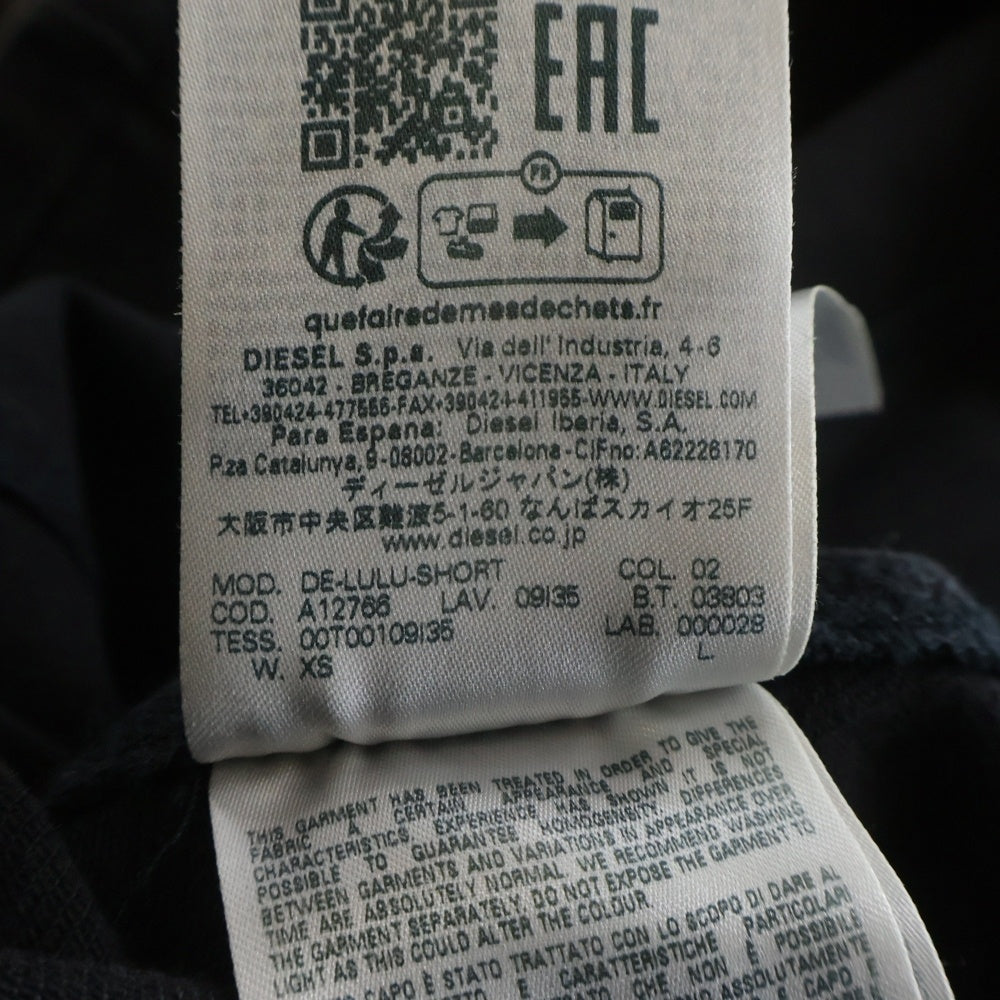 EAC
FR
quefairedemesdechets.fr
DIESEL S.p.a. Via dell' Industria, 4-6
36042 - BREGANZE - VICENZA - ITALY
TEL+390424-477555-FAX+390424-411955-WWW.DIESEL.COM
Para Espana: Diesel Iberia, S.A.
P.za Catalunya,9-08002-Barcelona-CIFno:A62226170
ディーゼルジャパン(株)
大阪市中央区難波5-1-60 なんばスカイオ25F
www.diesel.co.jp
MOD. DE-LULU-SHORT COL. 02
COD. A12766 LAV. 09I35 B.T. 03803
TESS. 00T00109I35 LAB. 000028
W. XS L.
THIS GARMENT HAS BEEN TREATED IN ORDER TO GIVE THE
FABRIC A CERTAIN APPEARANCE AND SPECIAL
CHARACTERISTICS. EXPERIENCE HAS SHOWN IT IS NOT
POSSIBLE TO GUARANTEE HOMOGENSITY. DIFFERENCES
BETWEEN GARMENTS AND VARIATIONS IN APPEARANCE OVER
TIME ARE ABSOLUTELY NORMAL. WE RECOMMEND WASHING
THE GARMENT SEPARATELY. DO NOT EXPOSE THE GARMENT TO
LIGHT AS THIS COULD ALTER THE COLOUR
CAPO È STATO TRATTATO CON LO SCOPO DI DARE AL
E CARATTERISTICHE PARTICOLARI
CHE NON È POSSIBILE
ASSOLUTAMENTE
CAPO E